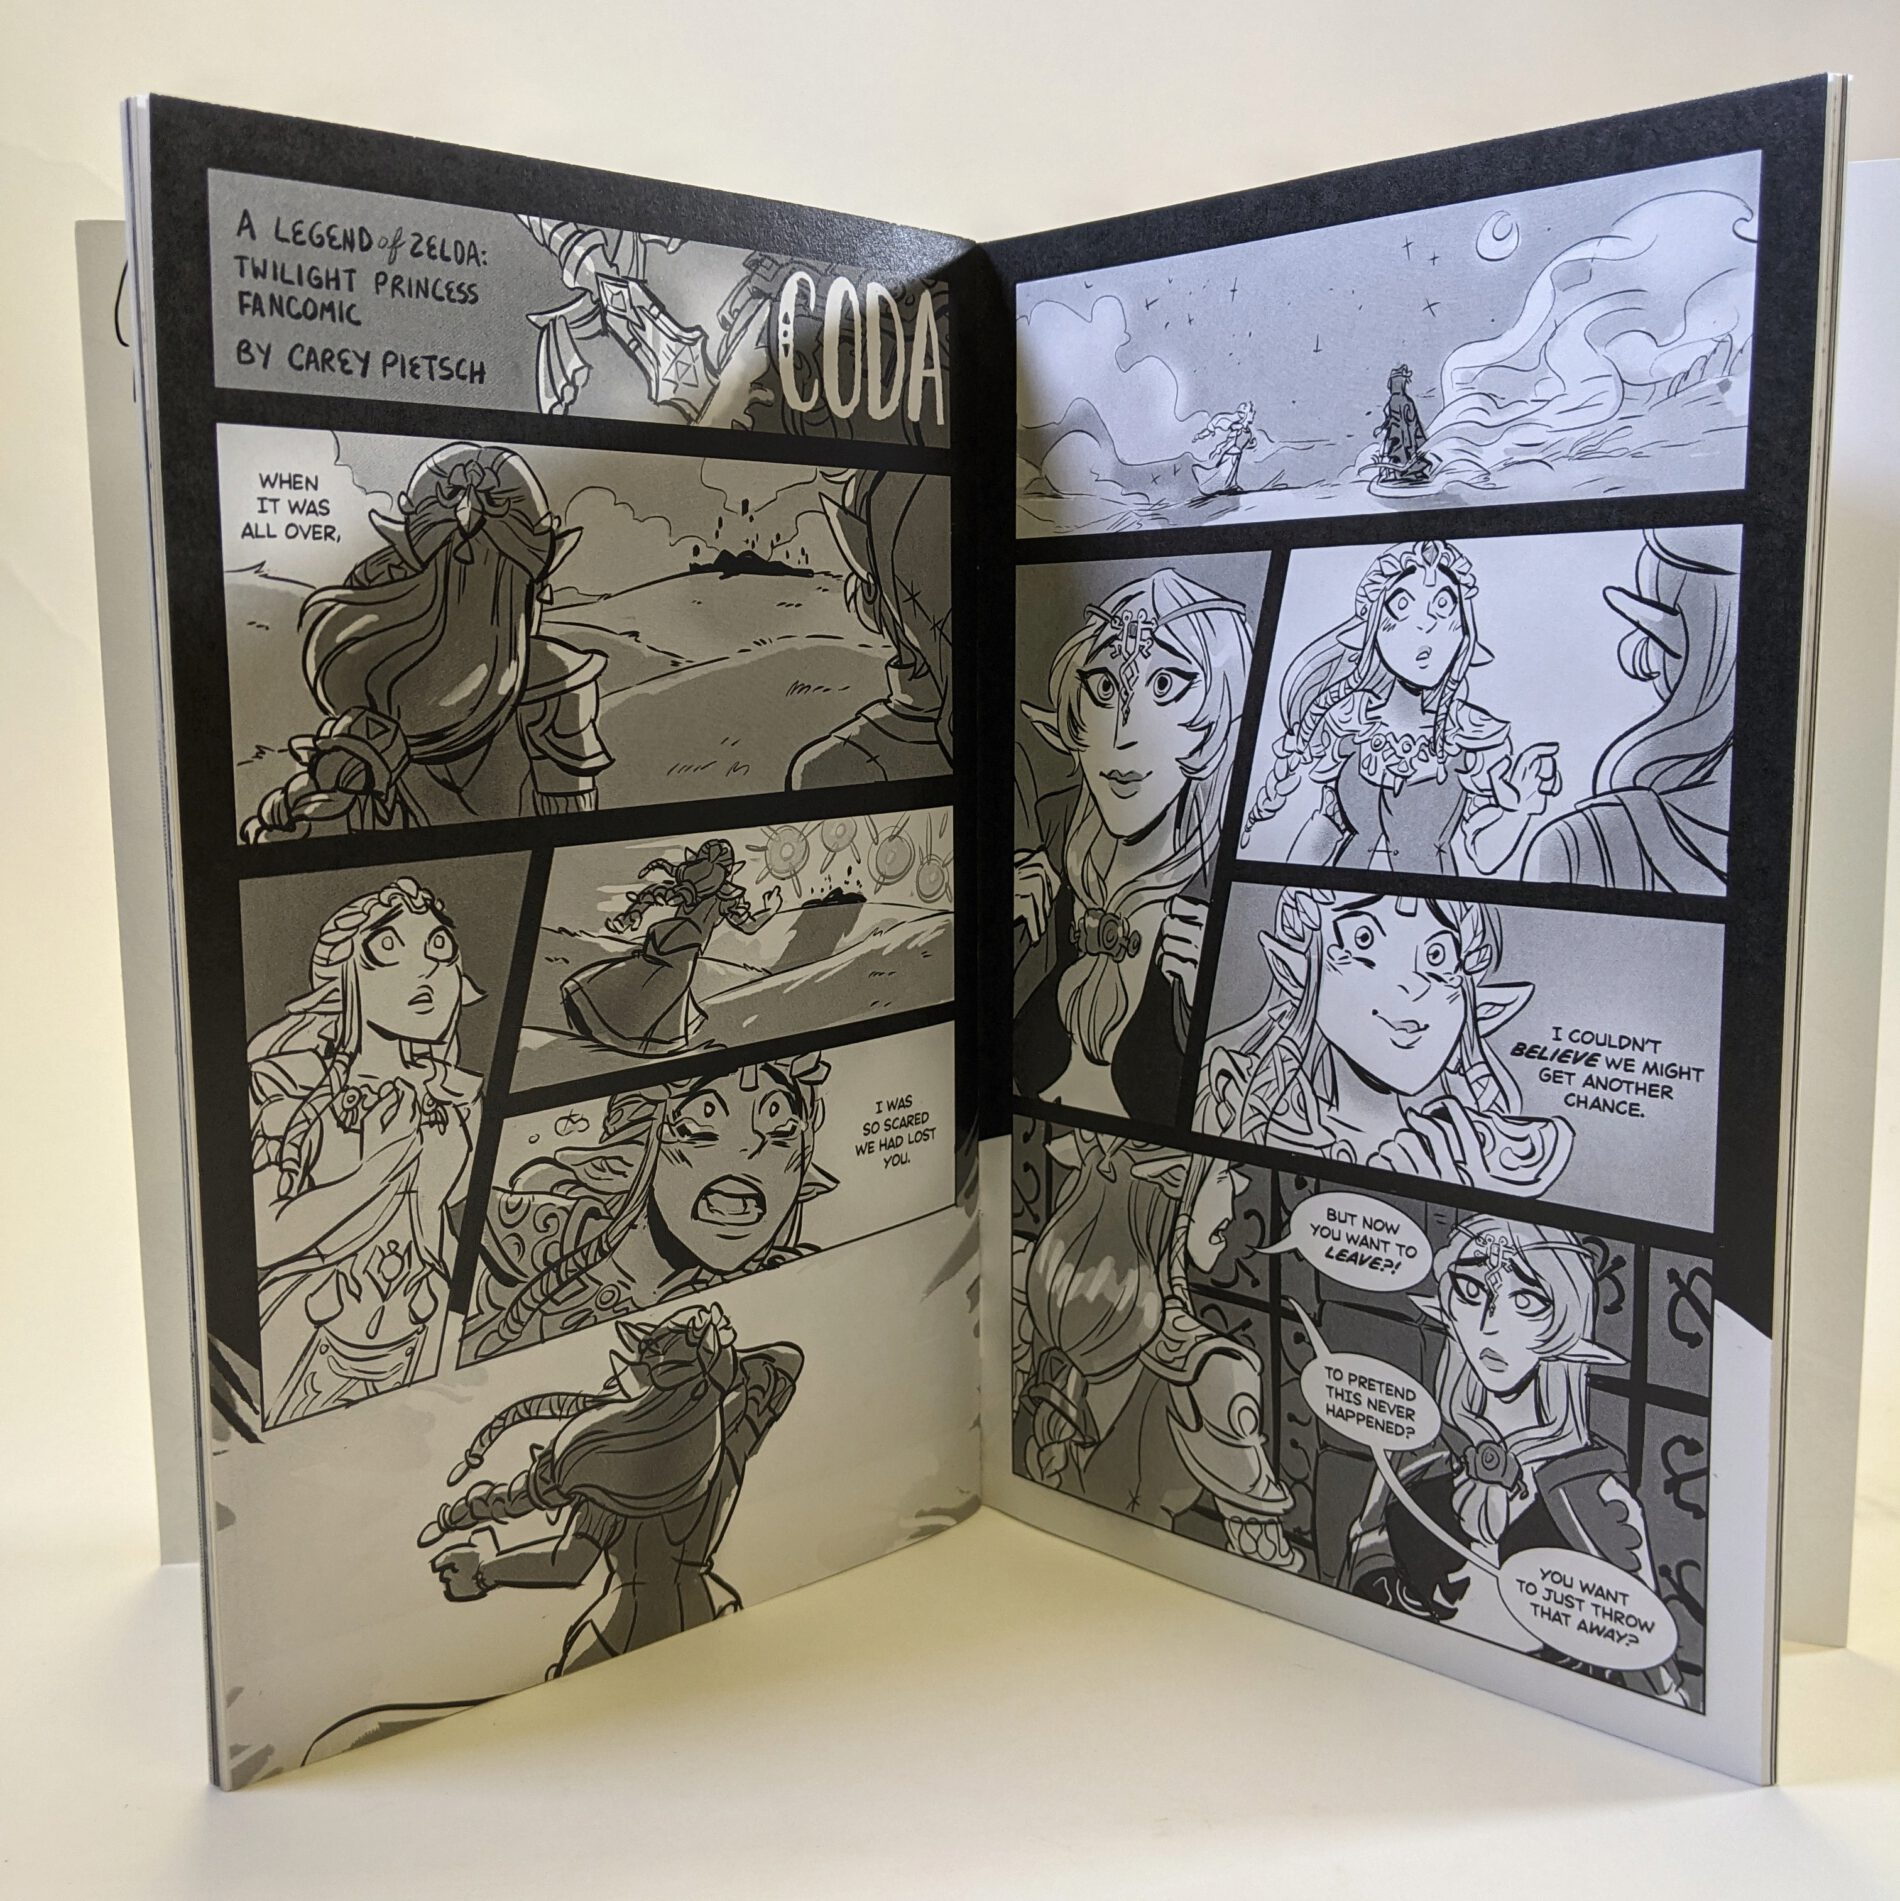 A LEGEND of ZELDA:
TWILIGHT PRINCESS
FANCOMIC
BY CAREY PIETSCH
CODA
WHEN
IT WAS
ALL OVER,
I WAS
SO SCARED
WE HAD LOST
YOU.
I COULDN'T
BELIEVE WE MIGHT
GET ANOTHER
CHANCE.
BUT NOW
YOU WANT TO
LEAVE?!
TO PRETEND
THIS NEVER
HAPPENED?
YOU WANT
TO JUST THROW
THAT AWAY?